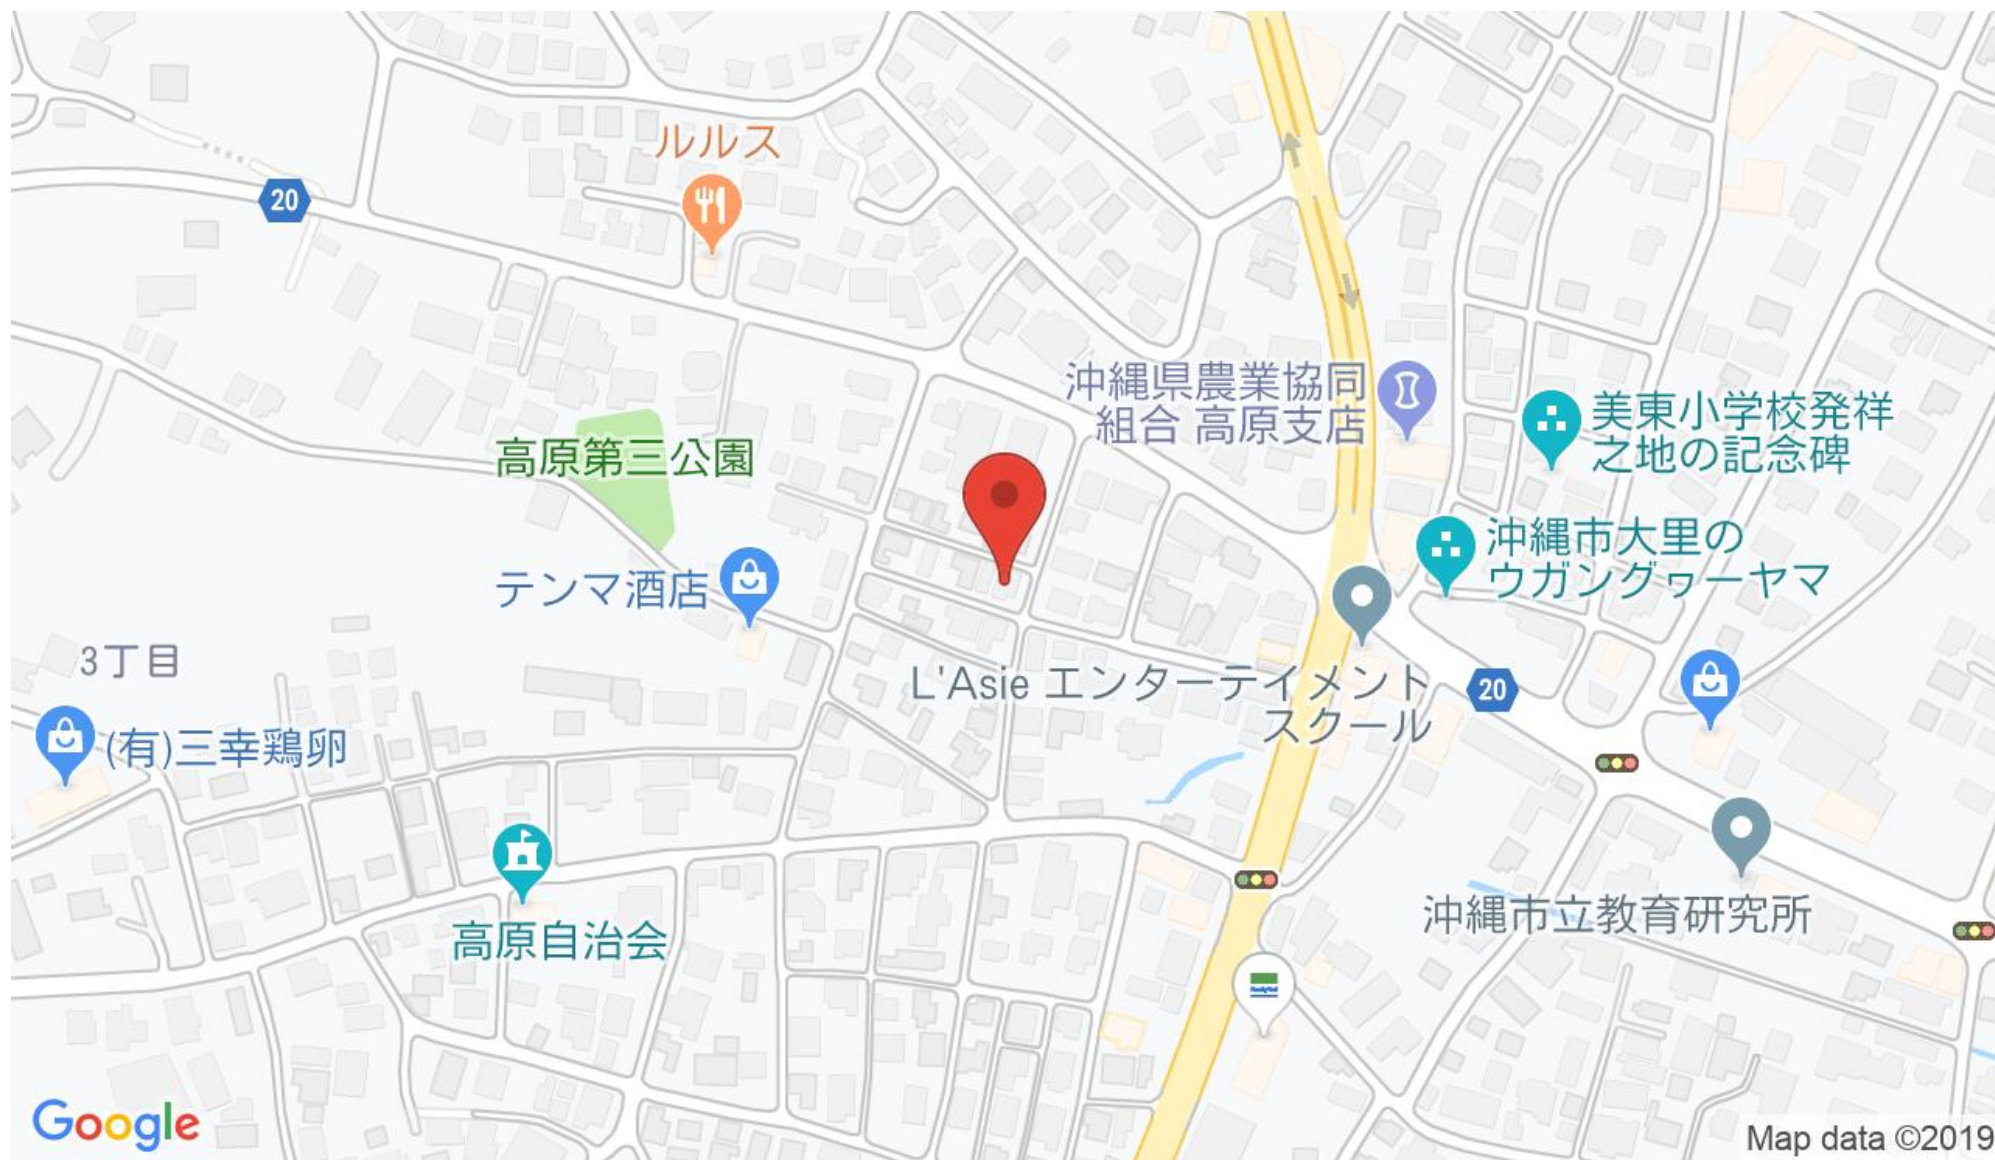 ルルス
20
沖縄県農業協同
組合 高原支店
美東小学校発祥
之地の記念碑
高原第三公園
沖縄市大里の
ウガングヮーヤマ
テンマ酒店
3丁目
L'Asie エンターテイメント
スクール
20
(有)三幸鶏卵
沖縄市立教育研究所
高原自治会
FamilyMart
Google
Map data ©2019